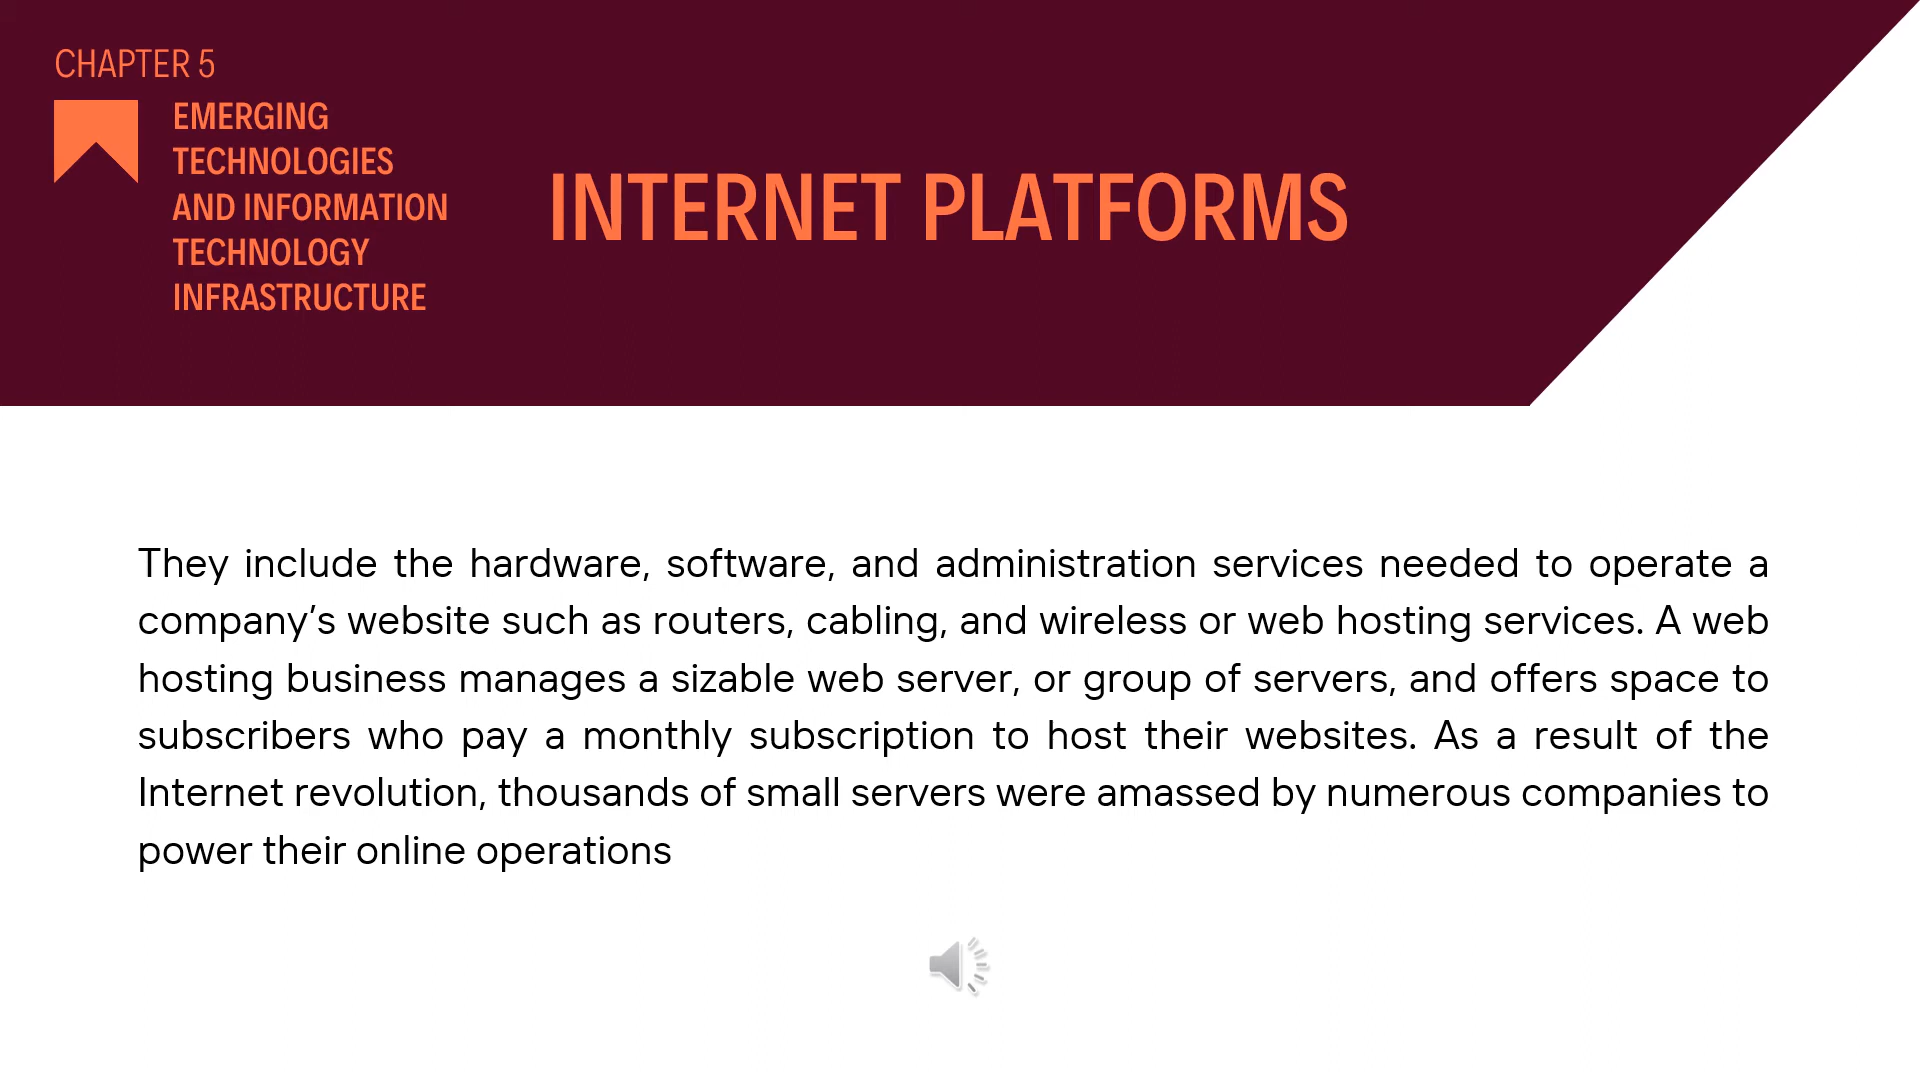 CHAPTER 5
EMERGING
TECHNOLOGIES
AND INFORMATION
TECHNOLOGY
INFRASTRUCTURE
INTERNET PLATFORMS
They include the hardware, software, and administration services needed to operate a
company’s website such as routers, cabling, and wireless or web hosting services. A web
hosting business manages a sizable web server, or group of servers, and offers space to
subscribers who pay a monthly subscription to host their websites. As a result of the
Internet revolution, thousands of small servers were amassed by numerous companies to
power their online operations